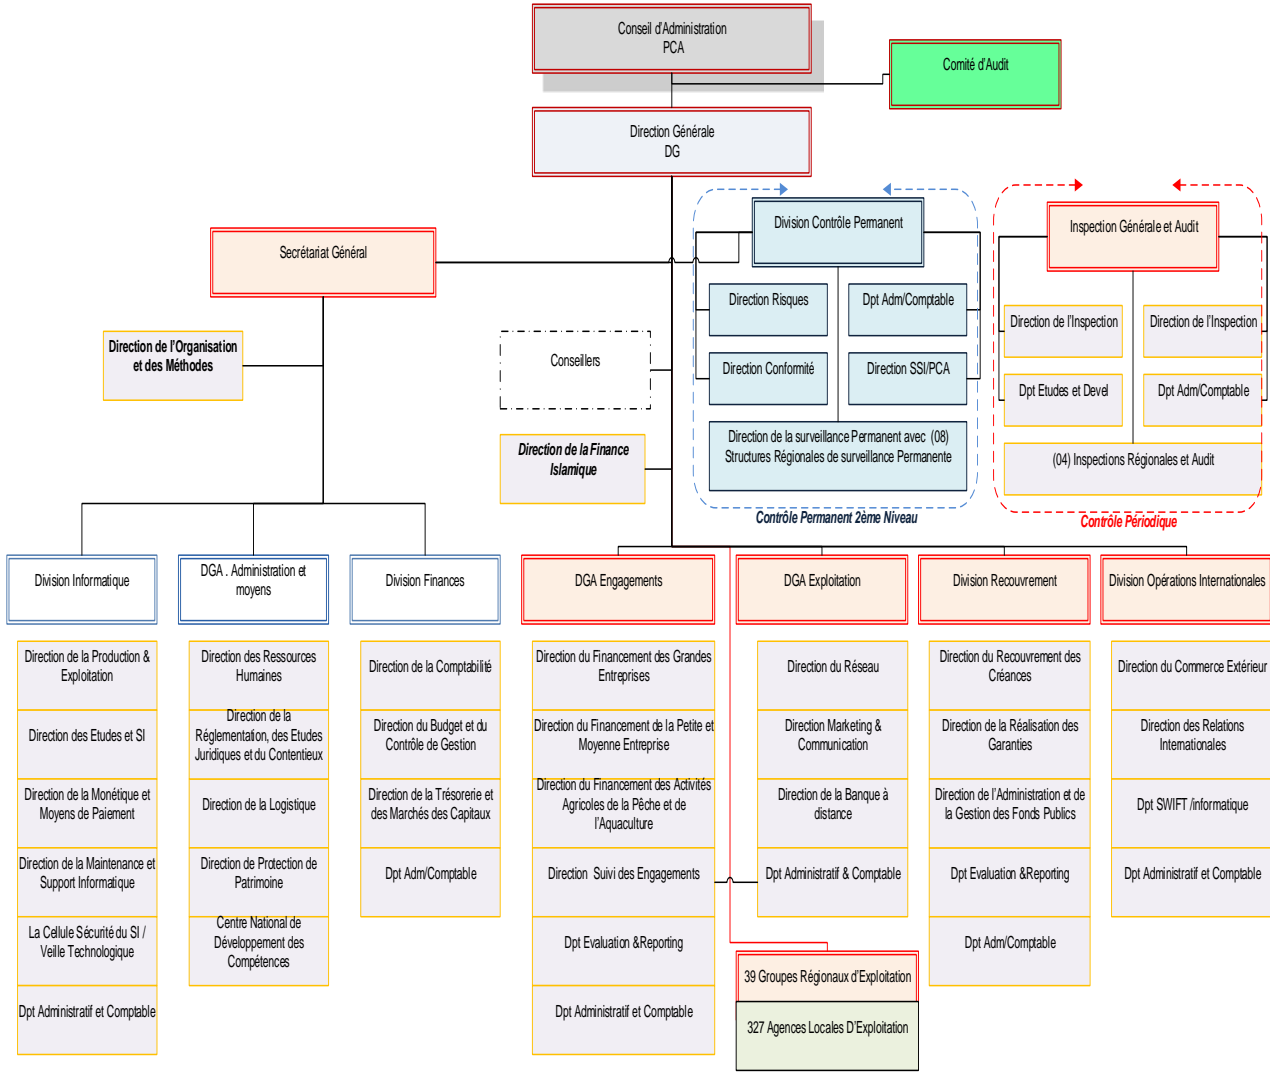 Conseil d'Administration
PCA
Comité d'Audit
Direction Générale
DG
Secrétariat Général
Division Contrôle Permanent
Inspection Générale et Audit
Direction Risques
Dpt Adm/Comptable
Direction Conformité
Direction SSI/PCA
Direction de la surveillance Permanent avec (08)
Structures Régionales de surveillance Permanente
Contrôle Permanent 2ème Niveau
Direction de l'Inspection
Direction de l'Inspection
Dpt Etudes et Devel
Dpt Adm/Comptable
(04) Inspections Régionales et Audit
Contrôle Périodique
Direction de l'Organisation
et des Méthodes
Conseillers
Direction de la Finance
Islamique
Division Informatique
Direction de la Production &
Exploitation
Direction des Etudes et SI
Direction de la Monétique et
Moyens de Paiement
Direction de la Maintenance et
Support Informatique
La Cellule Sécurité du SI /
Veille Technologique
Dpt Administratif et Comptable
DGA . Administration et
moyens
Direction des Ressources
Humaines
Direction de la
Réglementation, des Etudes
Juridiques et du Contentieux
Direction de la Logistique
Direction de Protection de
Patrimoine
Centre National de
Développement des
Compétences
Division Finances
Direction de la Comptabilité
Direction du Budget et du
Contrôle de Gestion
Direction de la Trésorerie et
des Marchés des Capitaux
Dpt Adm/Comptable
DGA Engagements
Direction du Financement des Grandes
Entreprises
Direction du Financement de la Petite et
Moyenne Entreprise
Direction du Financement des Activités
Agricoles de la Pêche et de
l'Aquaculture
Direction Suivi des Engagements
Dpt Evaluation &Reporting
Dpt Administratif et Comptable
DGA Exploitation
Direction du Réseau
Direction Marketing &
Communication
Direction de la Banque à
distance
Dpt Administratif & Comptable
39 Groupes Régionaux d'Exploitation
327 Agences Locales D'Exploitation
Division Recouvrement
Direction du Recouvrement des
Créances
Direction de la Réalisation des
Garanties
Direction de l'Administration et de
la Gestion des Fonds Publics
Dpt Evaluation &Reporting
Dpt Adm/Comptable
Division Opérations Internationales
Direction du Commerce Extérieur
Direction des Relations
Internationales
Dpt SWIFT /informatique
Dpt Administratif et Comptable